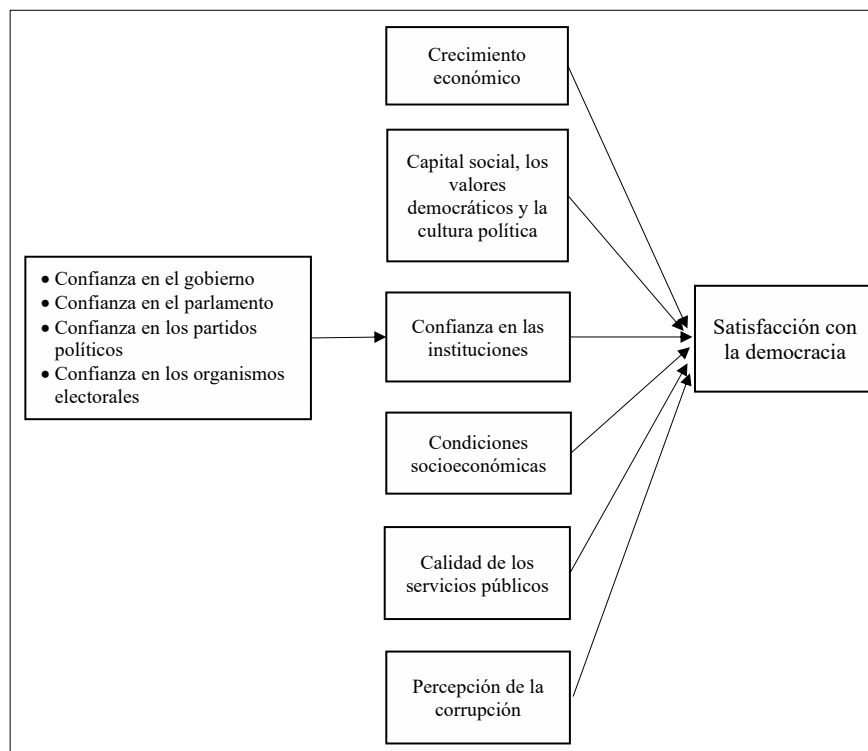 Crecimiento
económico
Capital social, los
valores
democráticos y la
cultura política
• Confianza en el gobierno
• Confianza en el parlamento
• Confianza en los partidos
políticos
• Confianza en los organismos
electorales
Confianza en las
instituciones
Satisfacción con
la democracia
Condiciones
socioeconómicas
Calidad de los
servicios públicos
Percepción de la
corrupción